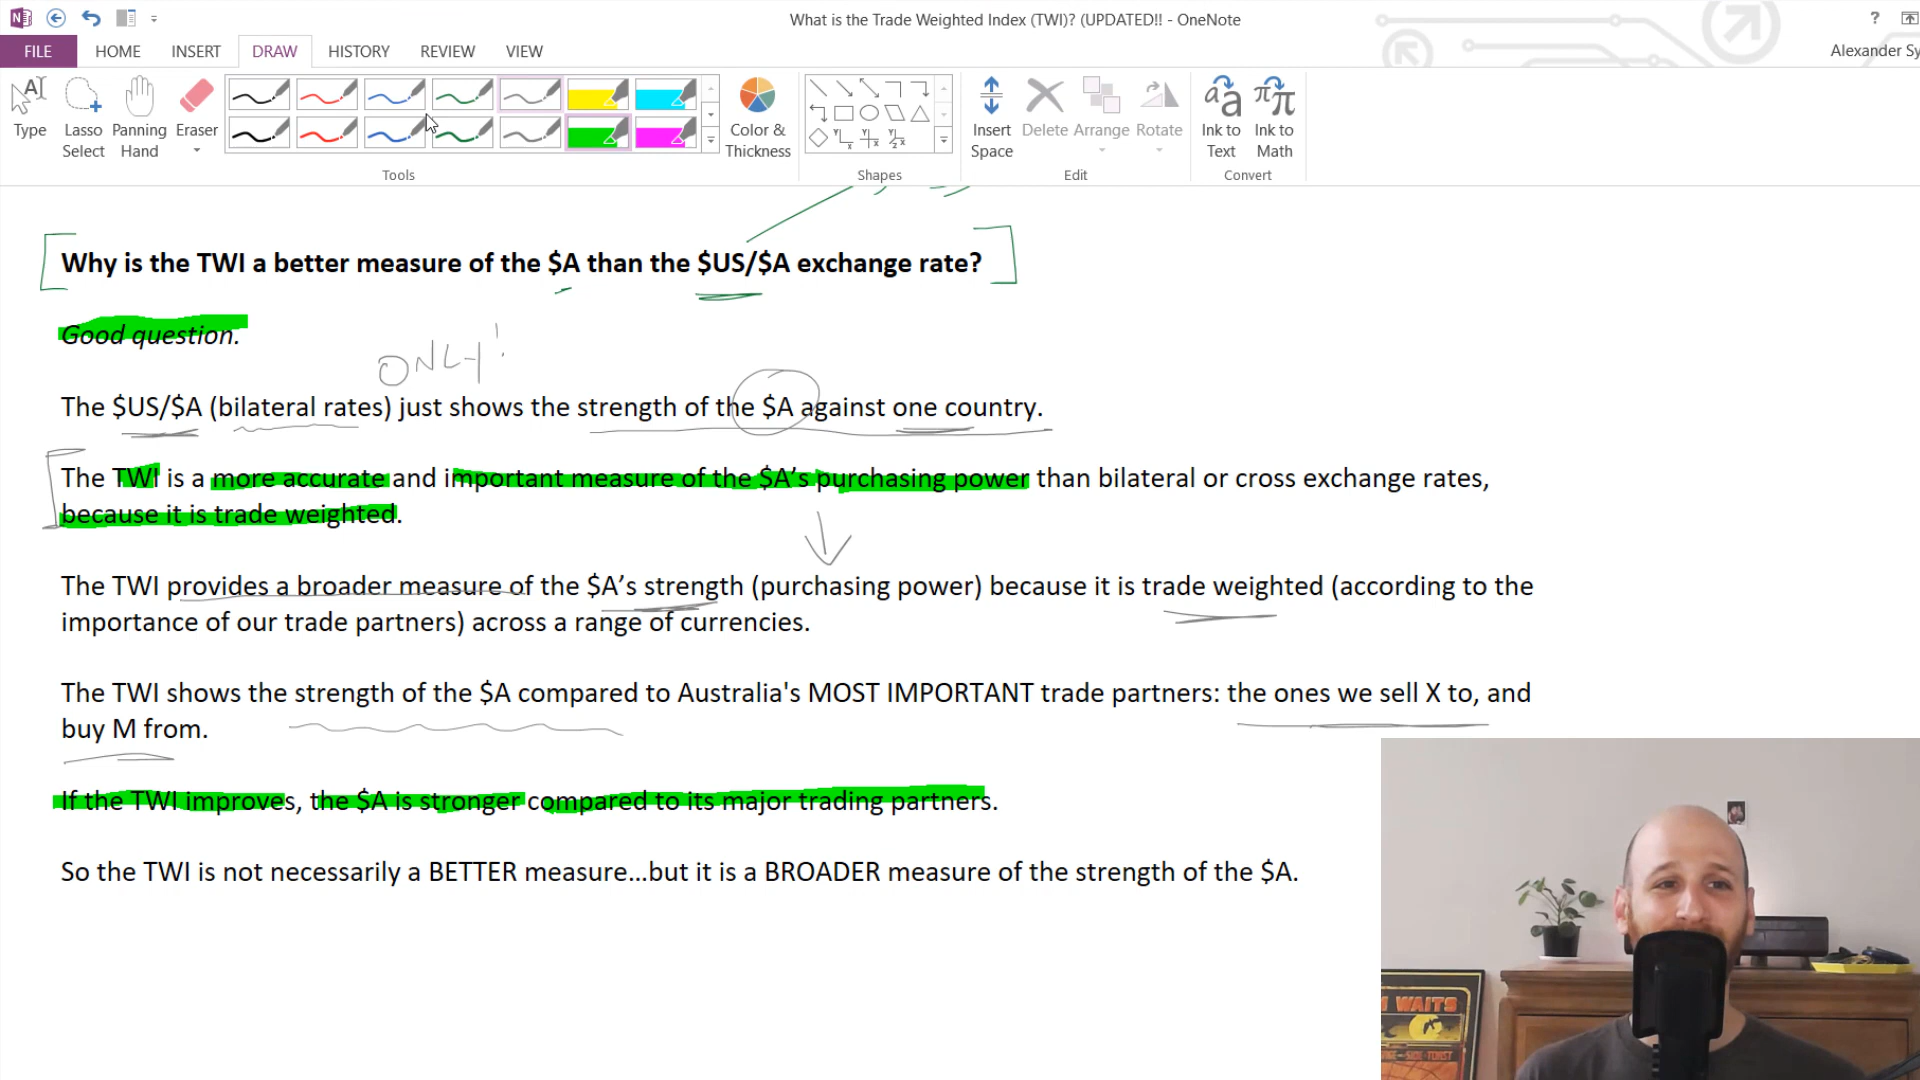 What is the Trade Weighted Index (TWI)? (UPDATED!! - OneNote
?
FILE HOME INSERT DRAW HISTORY REVIEW VIEW
Alexander Sy
Type
Lasso Select
Panning Hand
Eraser
Color & Thickness
Insert Space
Delete
Arrange
Rotate
Ink to Text
Ink to Math
Tools
Shapes
Edit
Convert
Why is the TWI a better measure of the $A than the $US/$A exchange rate?
Good question.
ONLY!
The $US/$A (bilateral rates) just shows the strength of the $A against one country.
The TWI is a more accurate and important measure of the $A's purchasing power than bilateral or cross exchange rates,
because it is trade weighted.
The TWI provides a broader measure of the $A's strength (purchasing power) because it is trade weighted (according to the
importance of our trade partners) across a range of currencies.
The TWI shows the strength of the $A compared to Australia's MOST IMPORTANT trade partners: the ones we sell X to, and
buy M from.
If the TWI improves, the $A is stronger compared to its major trading partners.
So the TWI is not necessarily a BETTER measure...but it is a BROADER measure of the strength of the $A.
WAITS